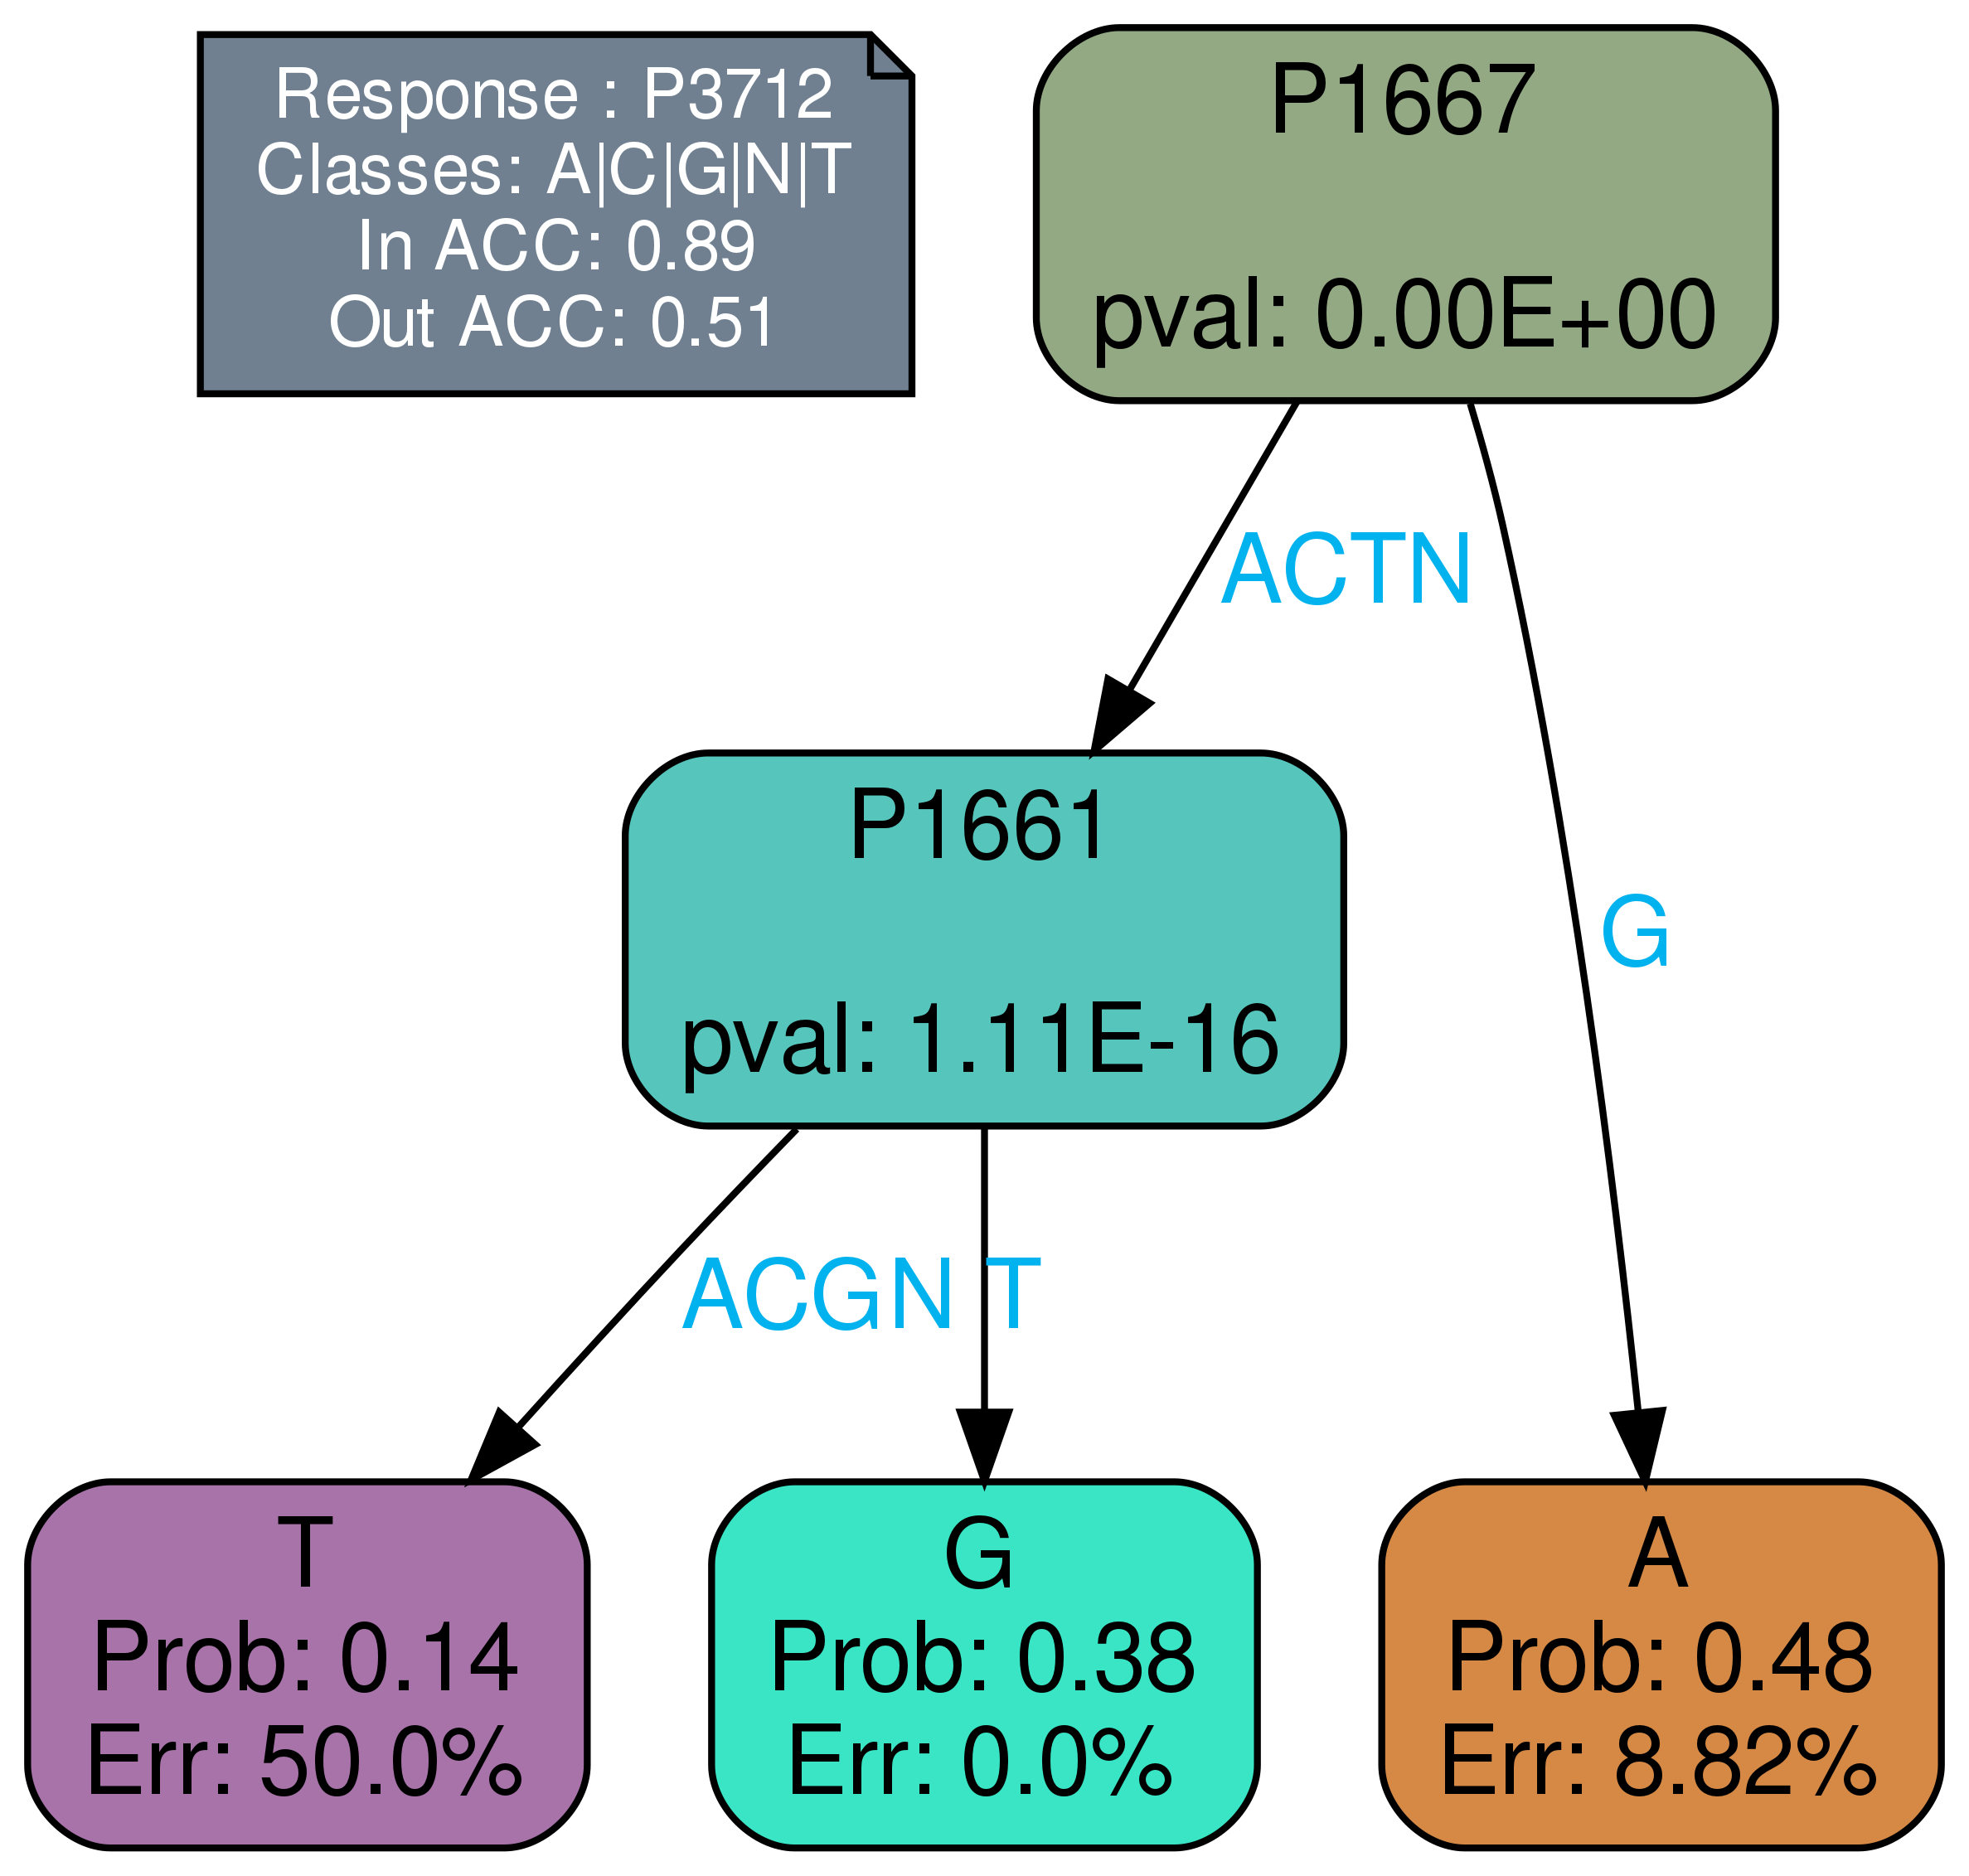 Response : P3712
Classes: A|C|G|N|T
In ACC: 0.89
Out ACC: 0.51
P1667
pval: 0.00E+00
ACTN
P1661
pval: 1.11E-16
G
ACGN
T
T
Prob: 0.14
Err: 50.0%
G
Prob: 0.38
Err: 0.0%
A
Prob: 0.48
Err: 8.82%